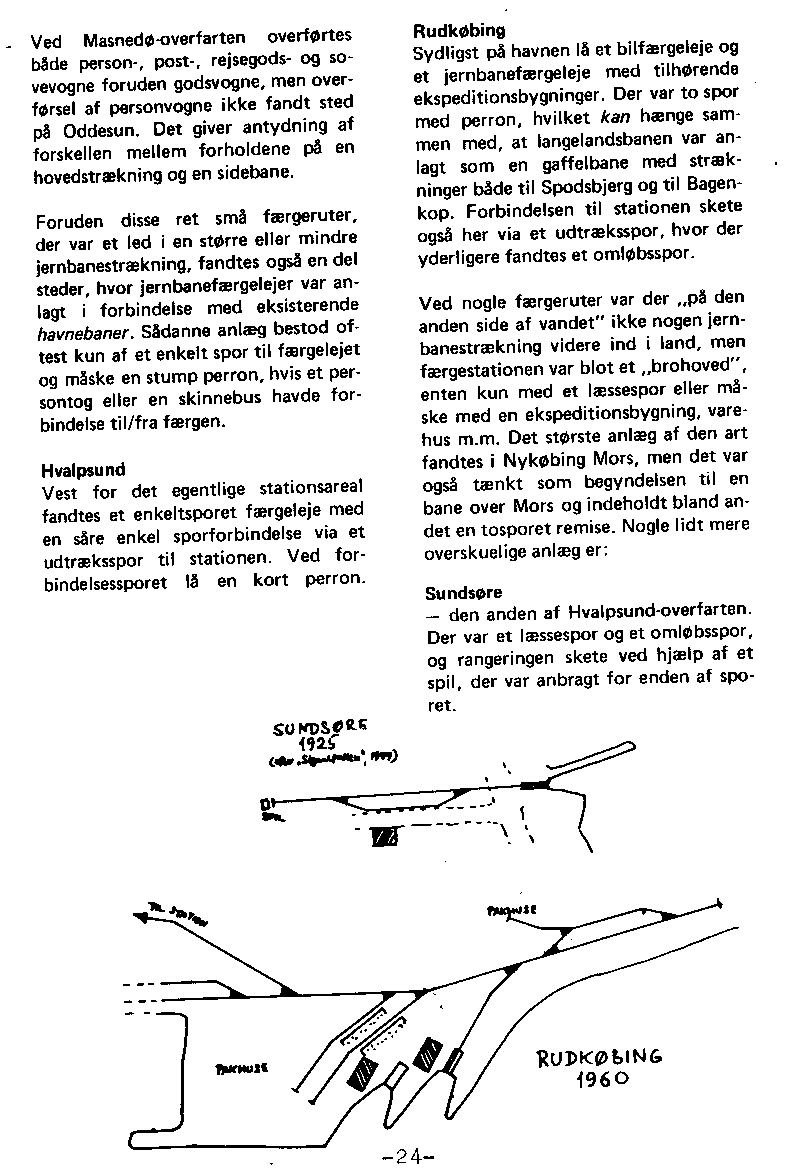 Ved Masnedø-overfarten overførtes
både person-, post-, rejsegods- og so-
vevogne foruden godsvogne, men over-
førsel af personvogne ikke fandt sted
på Oddesun. Det giver antydning af
forskellen mellem forholdene på en
hovedstrækning og en sidebane.
Foruden disse ret små færgeruter,
der var et led i en større eller mindre
jernbanestrækning, fandtes også en del
steder, hvor jernbanefærgelejer var an-
lagt i forbindelse med eksisterende
havnebaner. Sådanne anlæg bestod of-
test kun af et enkelt spor til færgelejet
og måske en stump perron, hvis et per-
sontog eller en skinnebus havde for-
bindelse til/fra færgen.
Hvalpsund
Vest for det egentlige stationsareal
fandtes et enkeltsporet færgeleje med
en såre enkel sporforbindelse via et
udtræksspor til stationen. Ved for-
bindelsessporet lå en kort perron.
Rudkøbing
Sydligst på havnen lå et bilfærgeleje og
et jernbanefærgeleje med tilhørende
ekspeditionsbygninger. Der var to spor
med perron, hvilket kan hænge sam-
men med, at langelandsbanen var an-
lagt som en gaffelbane med stræk-
ninger både til Spodsbjerg og til Bagen-
kop. Forbindelsen til stationen skete
også her via et udtræksspor, hvor der
yderligere fandtes et omløbsspor.
Ved nogle færgeruter var der „på den
anden side af vandet" ikke nogen jern-
banestrækning videre ind i land, men
færgestationen var blot et „brohoved",
enten kun med et læssespor eller må-
ske med en ekspeditionsbygning, vare-
hus m.m. Det største anlæg af den art
fandtes i Nykøbing Mors, men det var
også tænkt som begyndelsen til en
bane over Mors og indeholdt bland an-
det en tosporet remise. Nogle lidt mere
overskuelige anlæg er:
Sundsøre
— den anden af Hvalpsund-overfarten.
Der var et læssespor og et omløbsspor,
og rangeringen skete ved hjælp af et
spil, der var anbragt for enden af spo-
ret.
SUNDSØRE
1925
SPIL
TIL STATION
PAKHUSE
PAKHUSE
RUDKØBING
1960
-24-